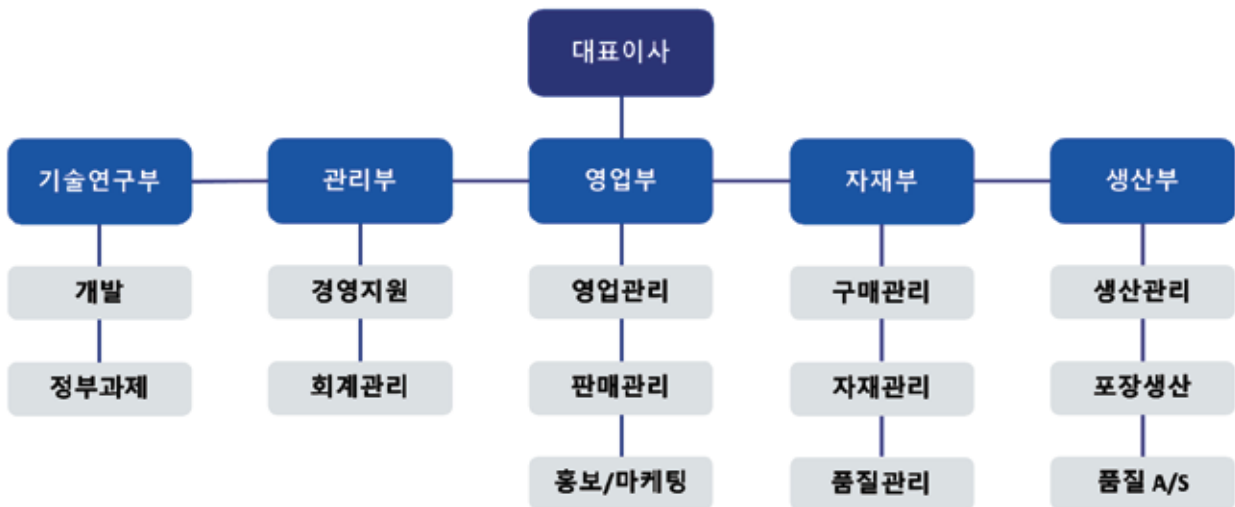 대표이사
기술연구부
관리부
영업부
자재부
생산부
개발
경영지원
영업관리
구매관리
생산관리
정부과제
회계관리
판매관리
자재관리
포장생산
홍보/마케팅
품질관리
품질 A/S